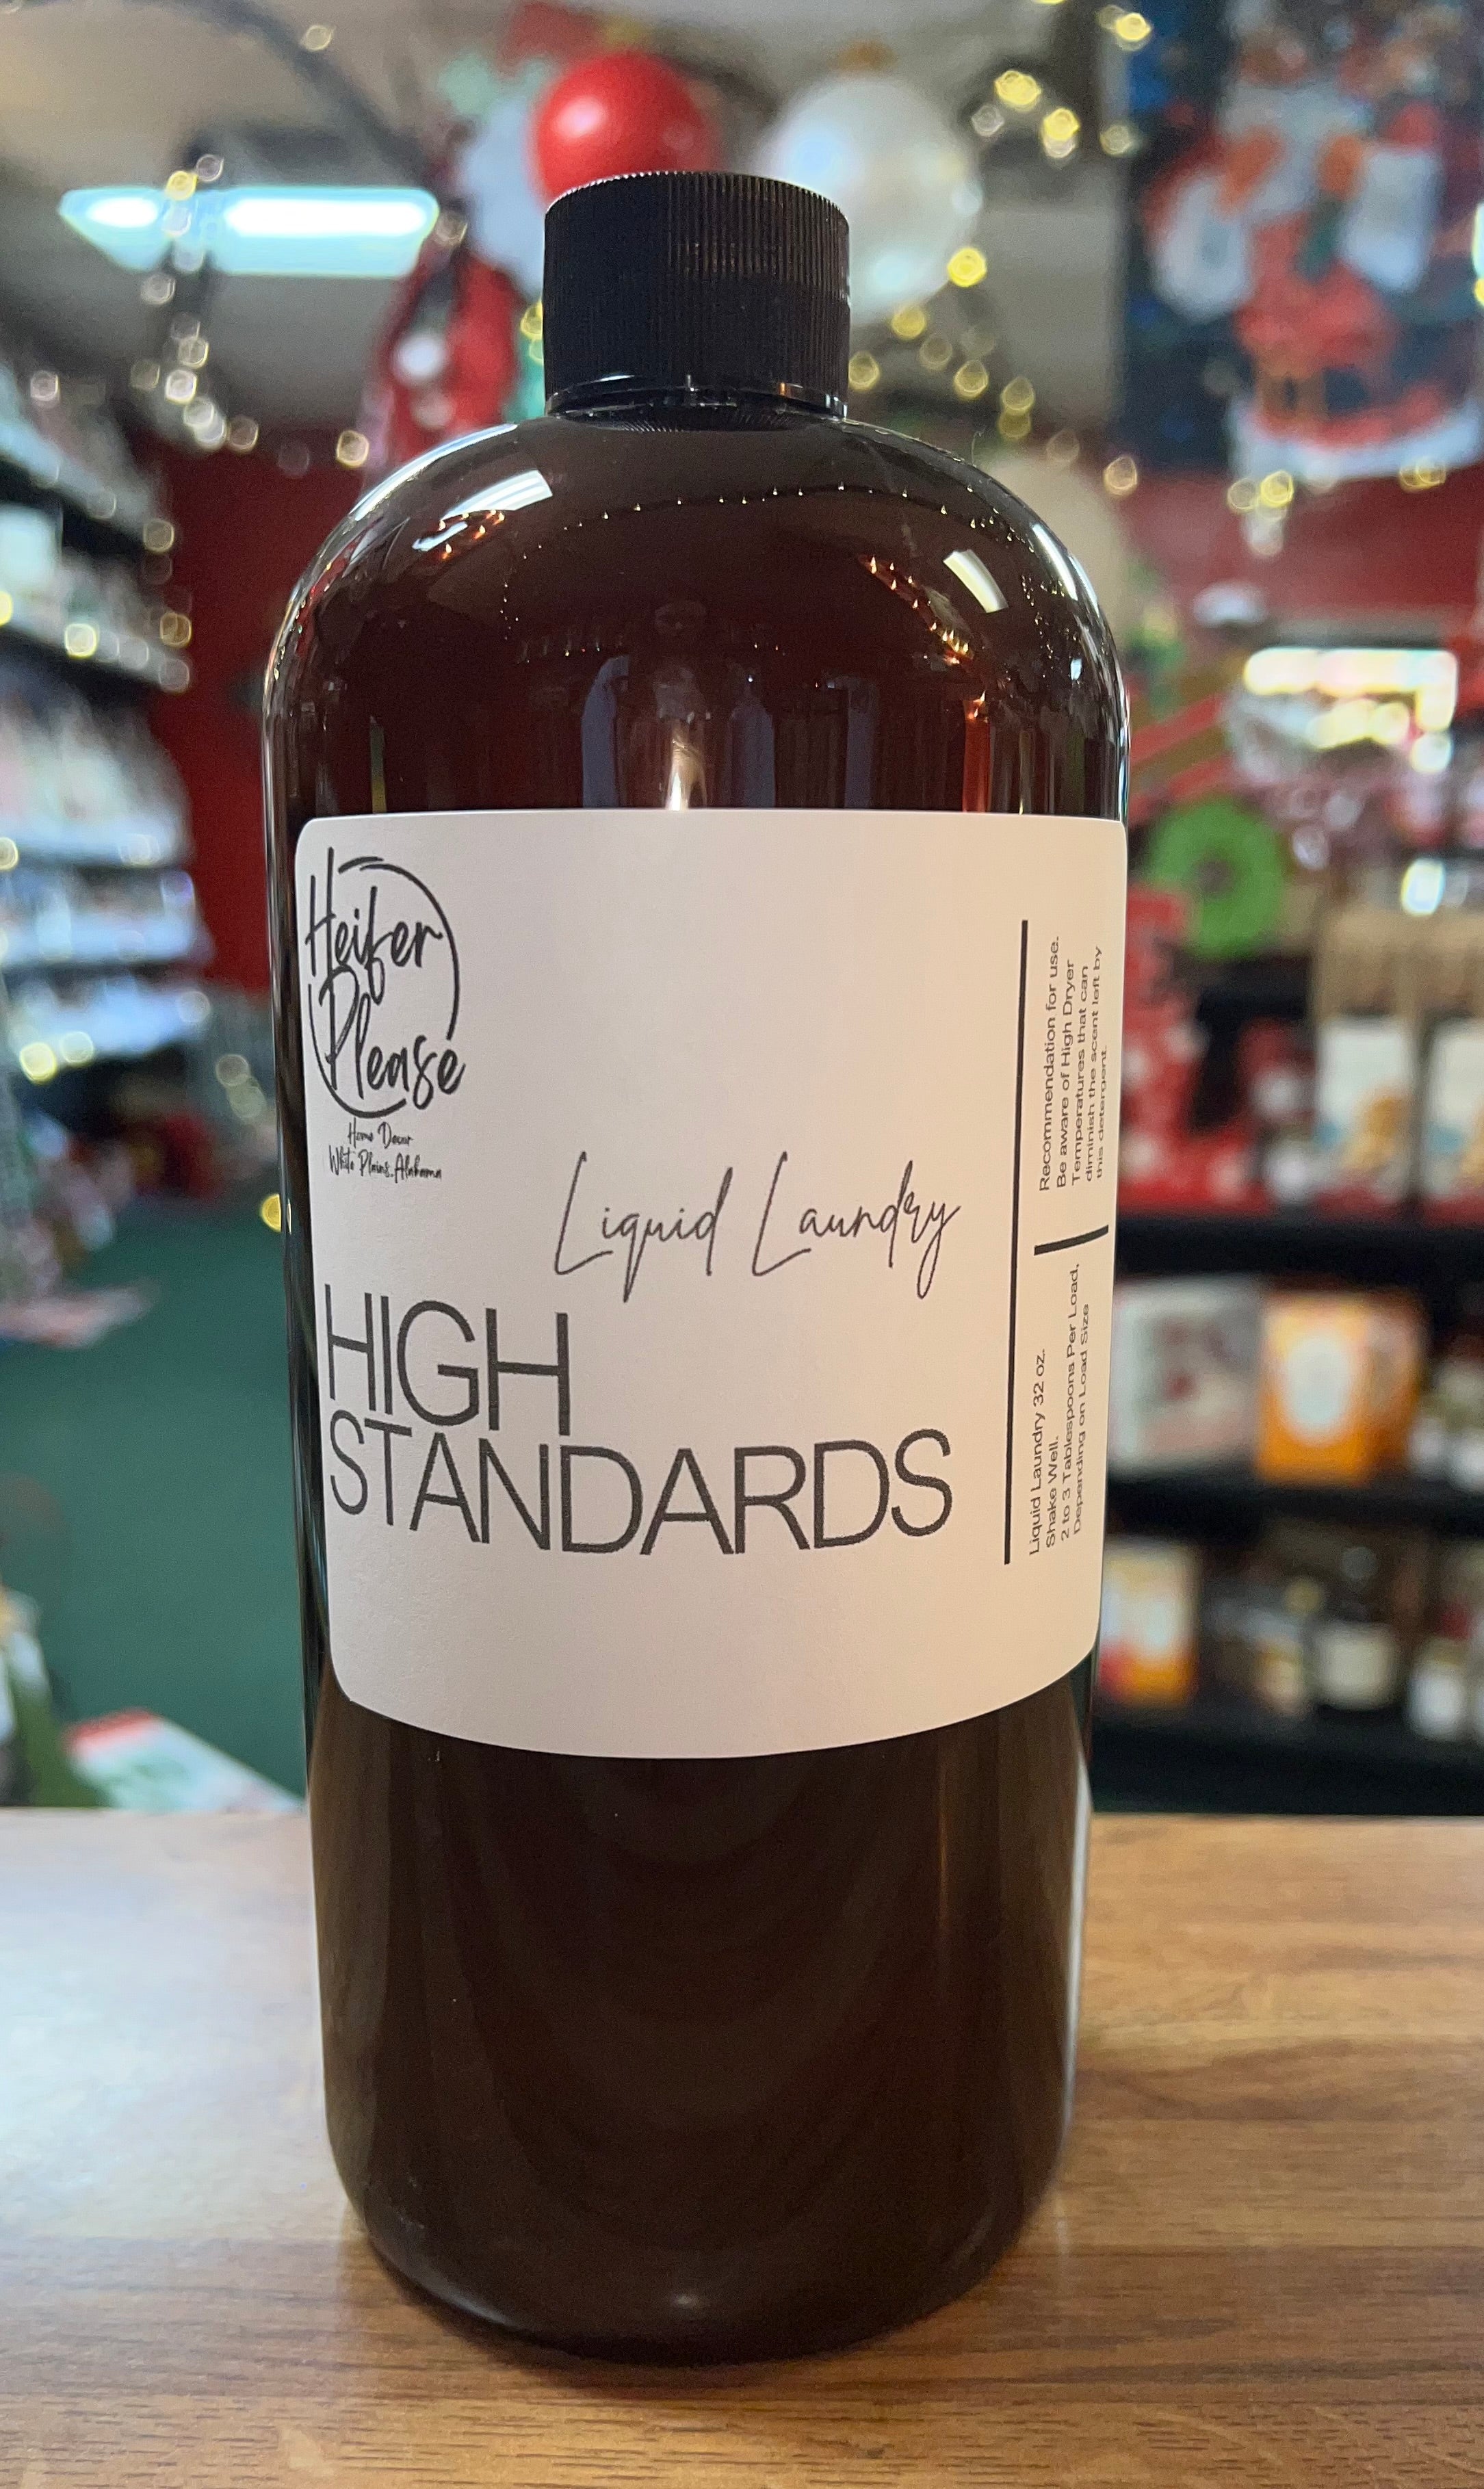 Heifer
Please
Home Decor
White Plains, Alabama
Liquid Laundry
HIGH
STANDARDS
Recommendation for use.
Be aware of High Dryer
Temperatures that can
diminish the scent left by
this detergent.
Liquid Laundry 32 oz.
Shake Well.
2 to 3 Tablespoons Per Load,
Depending on Load Size